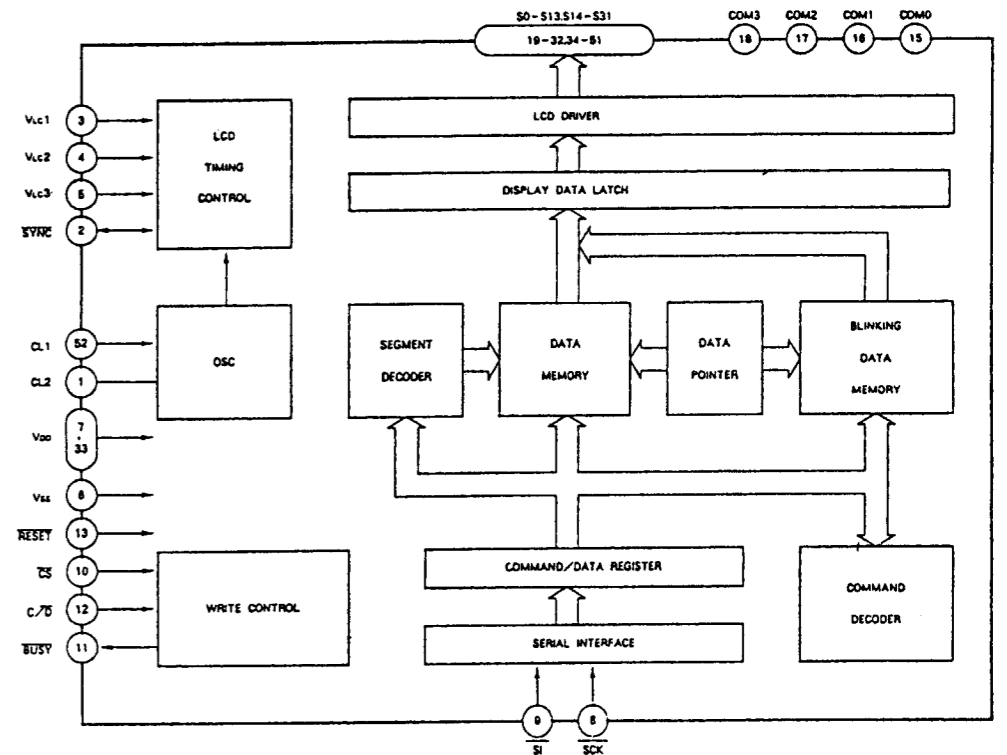 S0-S13.S14-S31
COM3 COM2 COM1 COM0
19-32.34-51
18 17 16 15
VLC1 3
VLC2 4
VLC3 5
SYNC 2
LCD
TIMING
CONTROL
LCD DRIVER
DISPLAY DATA LATCH
CL1 52
CL2 1
OSC
SEGMENT
DECODER
DATA
MEMORY
DATA
POINTER
BLINKING
DATA
MEMORY
VDD 7 · 33
VSS 6
RESET 13
CS 10
C/D 12
BUSY 11
WRITE CONTROL
COMMAND/DATA REGISTER
SERIAL INTERFACE
COMMAND
DECODER
9
SI
SCK